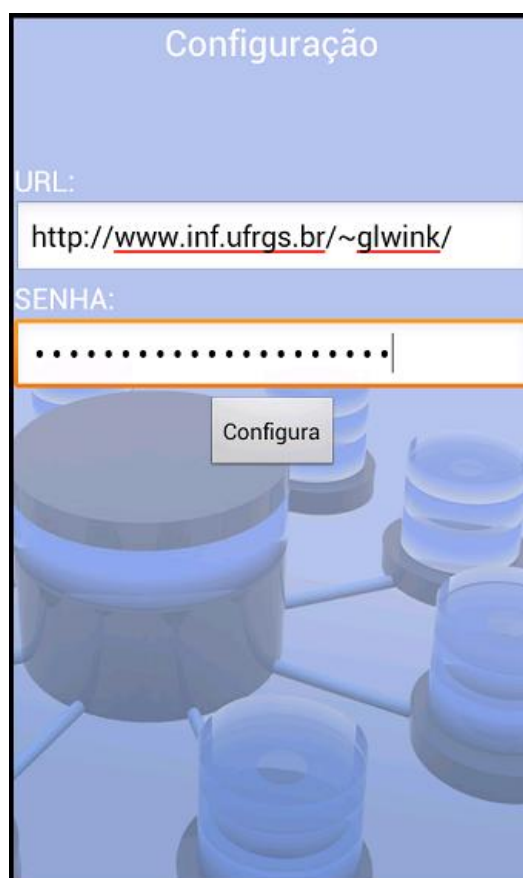 Configuração
URL:
http://www.inf.ufrgs.br/~glwink/
SENHA:
•••••••••••••••••••••••••
Configura